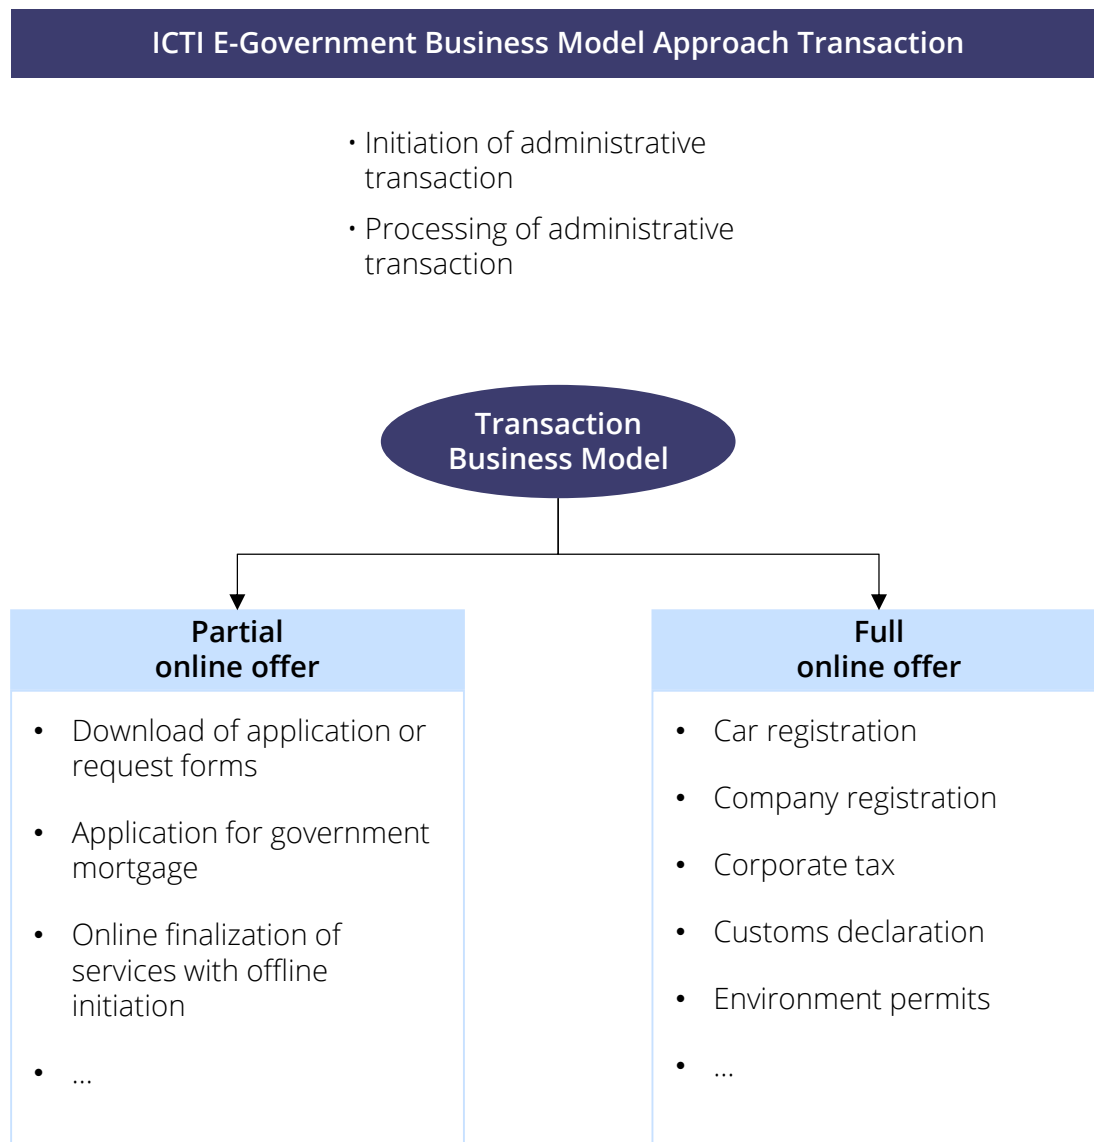 ICTI E-Government Business Model Approach Transaction
• Initiation of administrative
transaction
• Processing of administrative
transaction
Transaction
Business Model
Partial
online offer
• Download of application or
request forms
• Application for government
mortgage
• Online finalization of
services with offline
initiation
• ...
Full
online offer
• Car registration
• Company registration
• Corporate tax
• Customs declaration
• Environment permits
• ...